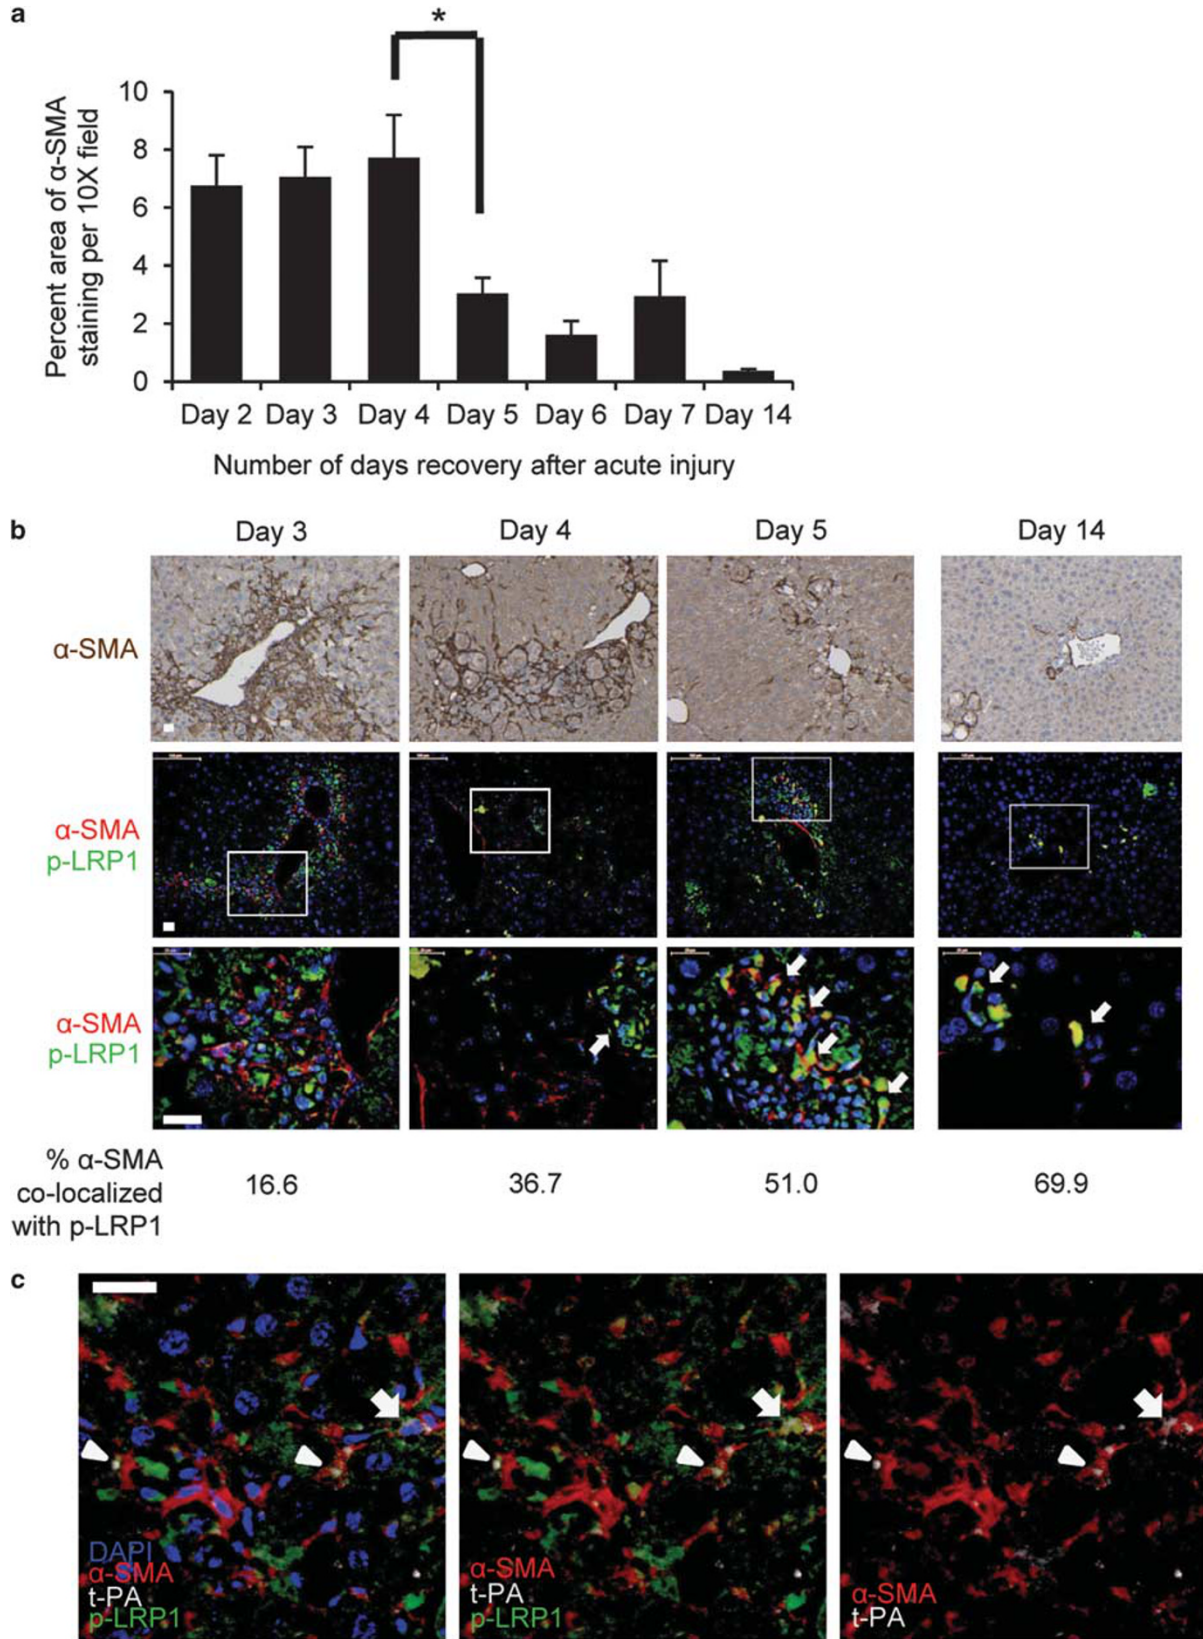 a
*
10
8
6
4
2
0
Percent area of α-SMA
staining per 10X field
Day 2 Day 3 Day 4 Day 5 Day 6 Day 7 Day 14
Number of days recovery after acute injury
b
Day 3 Day 4 Day 5 Day 14
α-SMA
α-SMA
p-LRP1
α-SMA
p-LRP1
% α-SMA
co-localized
with p-LRP1
16.6 36.7 51.0 69.9
c
DAPI
α-SMA
t-PA
p-LRP1
α-SMA
t-PA
p-LRP1
α-SMA
t-PA